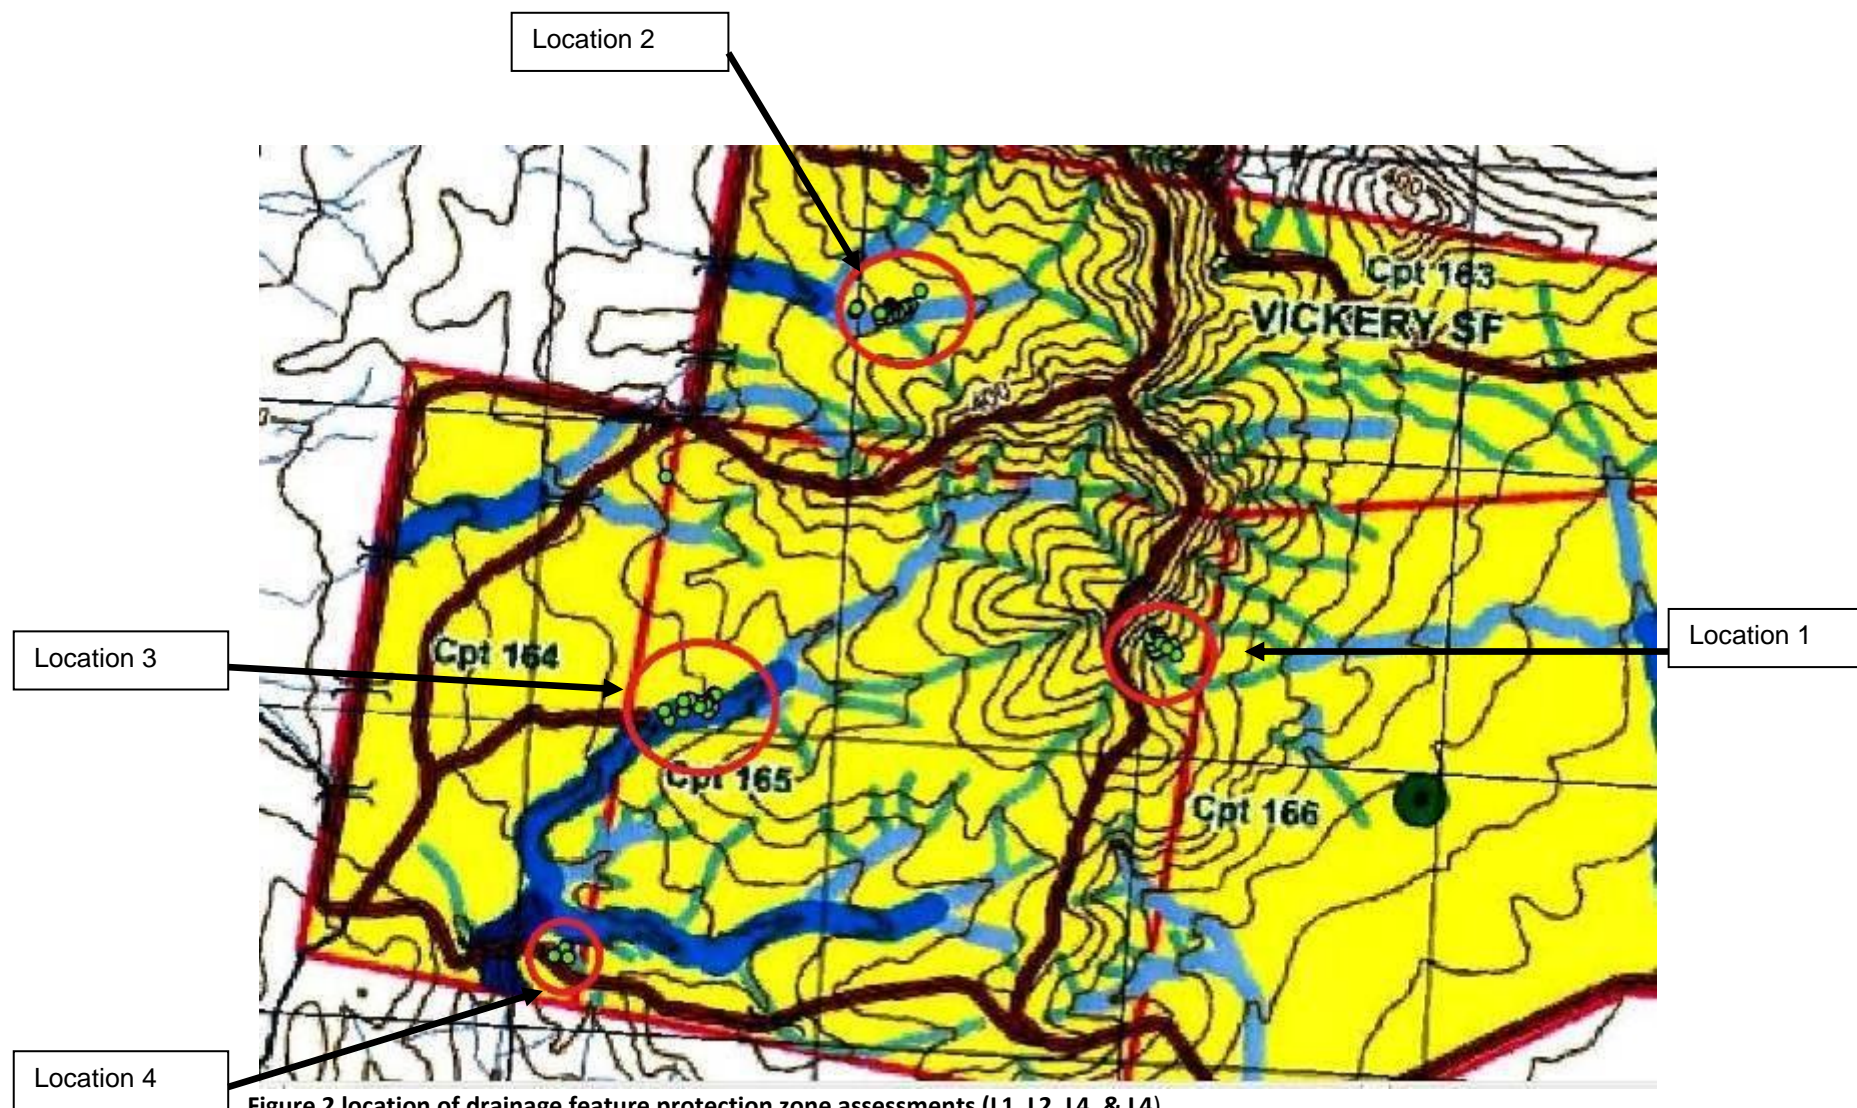 Location 2
400
Cpt 163
VICKERY SF
400
Location 1
Cpt 164
Location 3
Cpt 165
Cpt 166
Location 4
Figure 2 location of drainage feature protection zone assessments (L1, L2, L4, & L4)